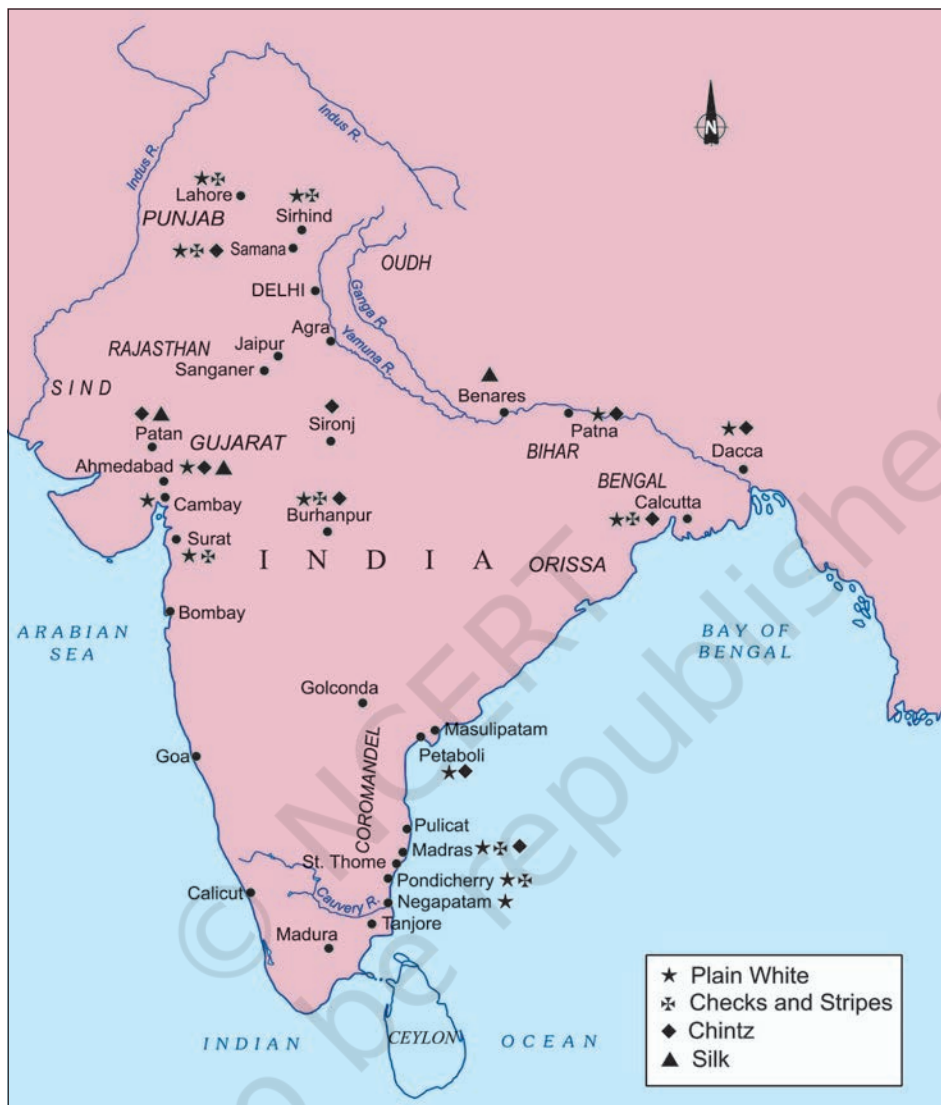 Indus R.
Indus R.
Lahore
PUNJAB
Sirhind
Samana
OUDH
DELHI
Ganga R.
Yamuna R.
Agra
RAJASTHAN
Jaipur
Sanganer
SIND
Benares
Patan
GUJARAT
Sironj
Patna
BIHAR
Dacca
Ahmedabad
Cambay
BENGAL
Calcutta
Burhanpur
Surat
INDIA
ORISSA
Bombay
ARABIAN
SEA
BAY OF
BENGAL
Golconda
Masulipatam
Petaboli
Goa
COROMANDEL
Pulicat
Madras
St. Thome
Pondicherry
Calicut
Cauvery R.
Negapatam
Tanjore
Madura
INDIAN
CEYLON
OCEAN
N
Plain White
Checks and Stripes
Chintz
Silk
© NCERT
o be republished